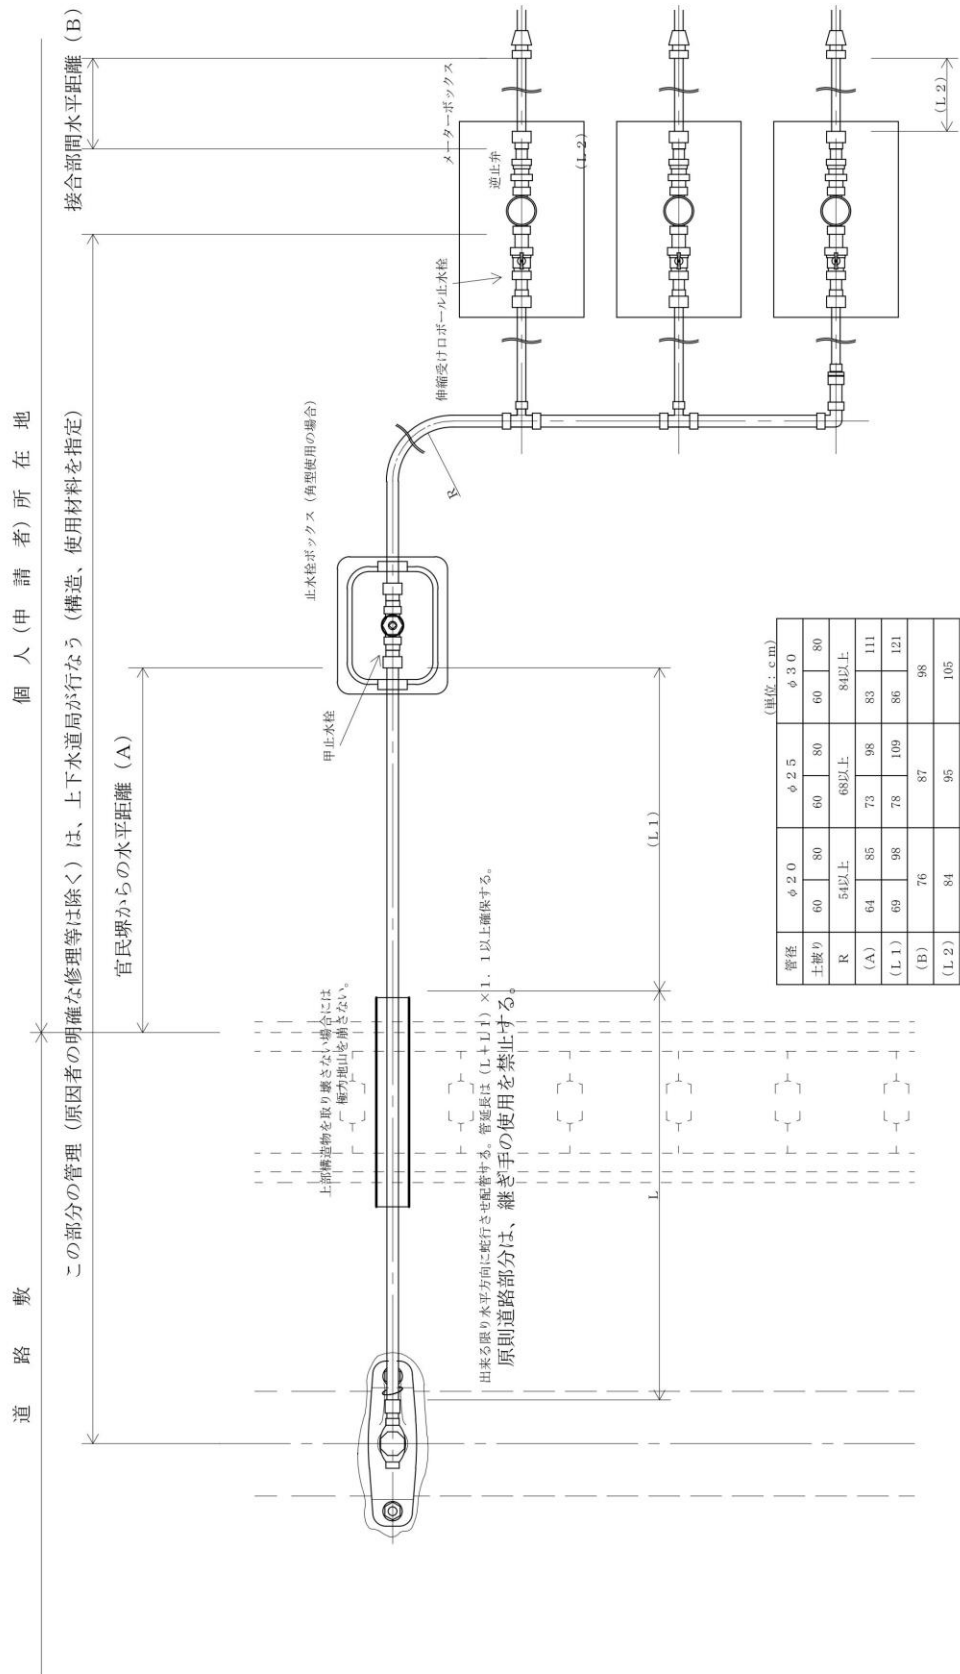 道　路　敷
個　人（申　請　者）所　在　地
この部分の管理（原因者の明確な修理等は除く）は、上下水道局が行なう（構造、使用材料を指定）
接合部間水平距離（B）
官民堺からの水平距離（A）
止水栓ボックス（角型使用の場合）
甲止水栓
R
伸縮受け口ボール止水栓
逆止弁
メーターボックス
（L2）
（L2）
上部構造物を取り壊さない場合には
極力地山を崩さない。
出来る限り水平方向に蛇行させ配管する。管延長は（L＋L1）×1．1以上確保する。
原則道路部分は、継ぎ手の使用を禁止する。
L
（L1）
（単位：cm）
管径　φ20　φ25　φ30
土被り　60　80　60　80　60　80
R　54以上　68以上　84以上
（A）　64　85　73　98　83　111
（L1）　69　98　78　109　86　121
（B）　76　87　98
（L2）　84　95　105